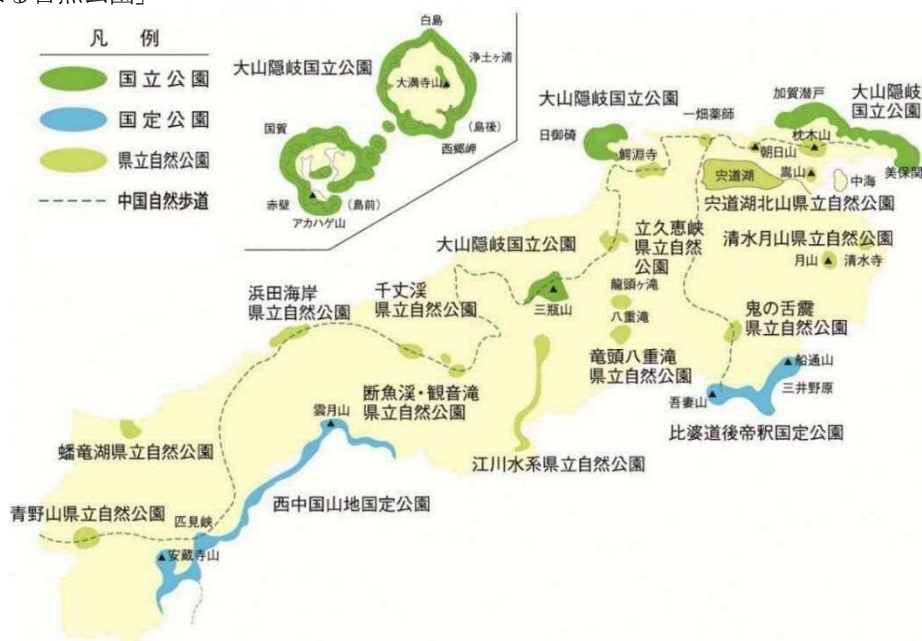 る自然公園」
凡 例
国立公園
国定公園
県立自然公園
中国自然歩道
白島
浄土ヶ浦
大山隠岐国立公園
大満寺山
国賀
(島後)
西郷岬
赤壁
(島前)
アカハゲ山
大山隠岐国立公園
一畑薬師
加賀潜戸
大山隠岐
国立公園
日御碕
枕木山
朝日山
鰐淵寺
嵩山
宍道湖
中海
美保関
宍道湖北山県立自然公園
大山隠岐国立公園
立久恵峡
県立自然
公園
清水月山県立自然公園
月山
清水寺
浜田海岸
県立自然公園
千丈渓
県立自然公園
三瓶山
龍頭ヶ滝
八重滝
鬼の舌震
県立自然公園
竜頭八重滝
県立自然公園
船通山
三井野原
吾妻山
断魚渓・観音滝
県立自然公園
比婆道後帝釈国定公園
雲月山
蟠竜湖県立自然公園
江川水系県立自然公園
西中国山地国定公園
青野山県立自然公園
匹見峡
安蔵寺山